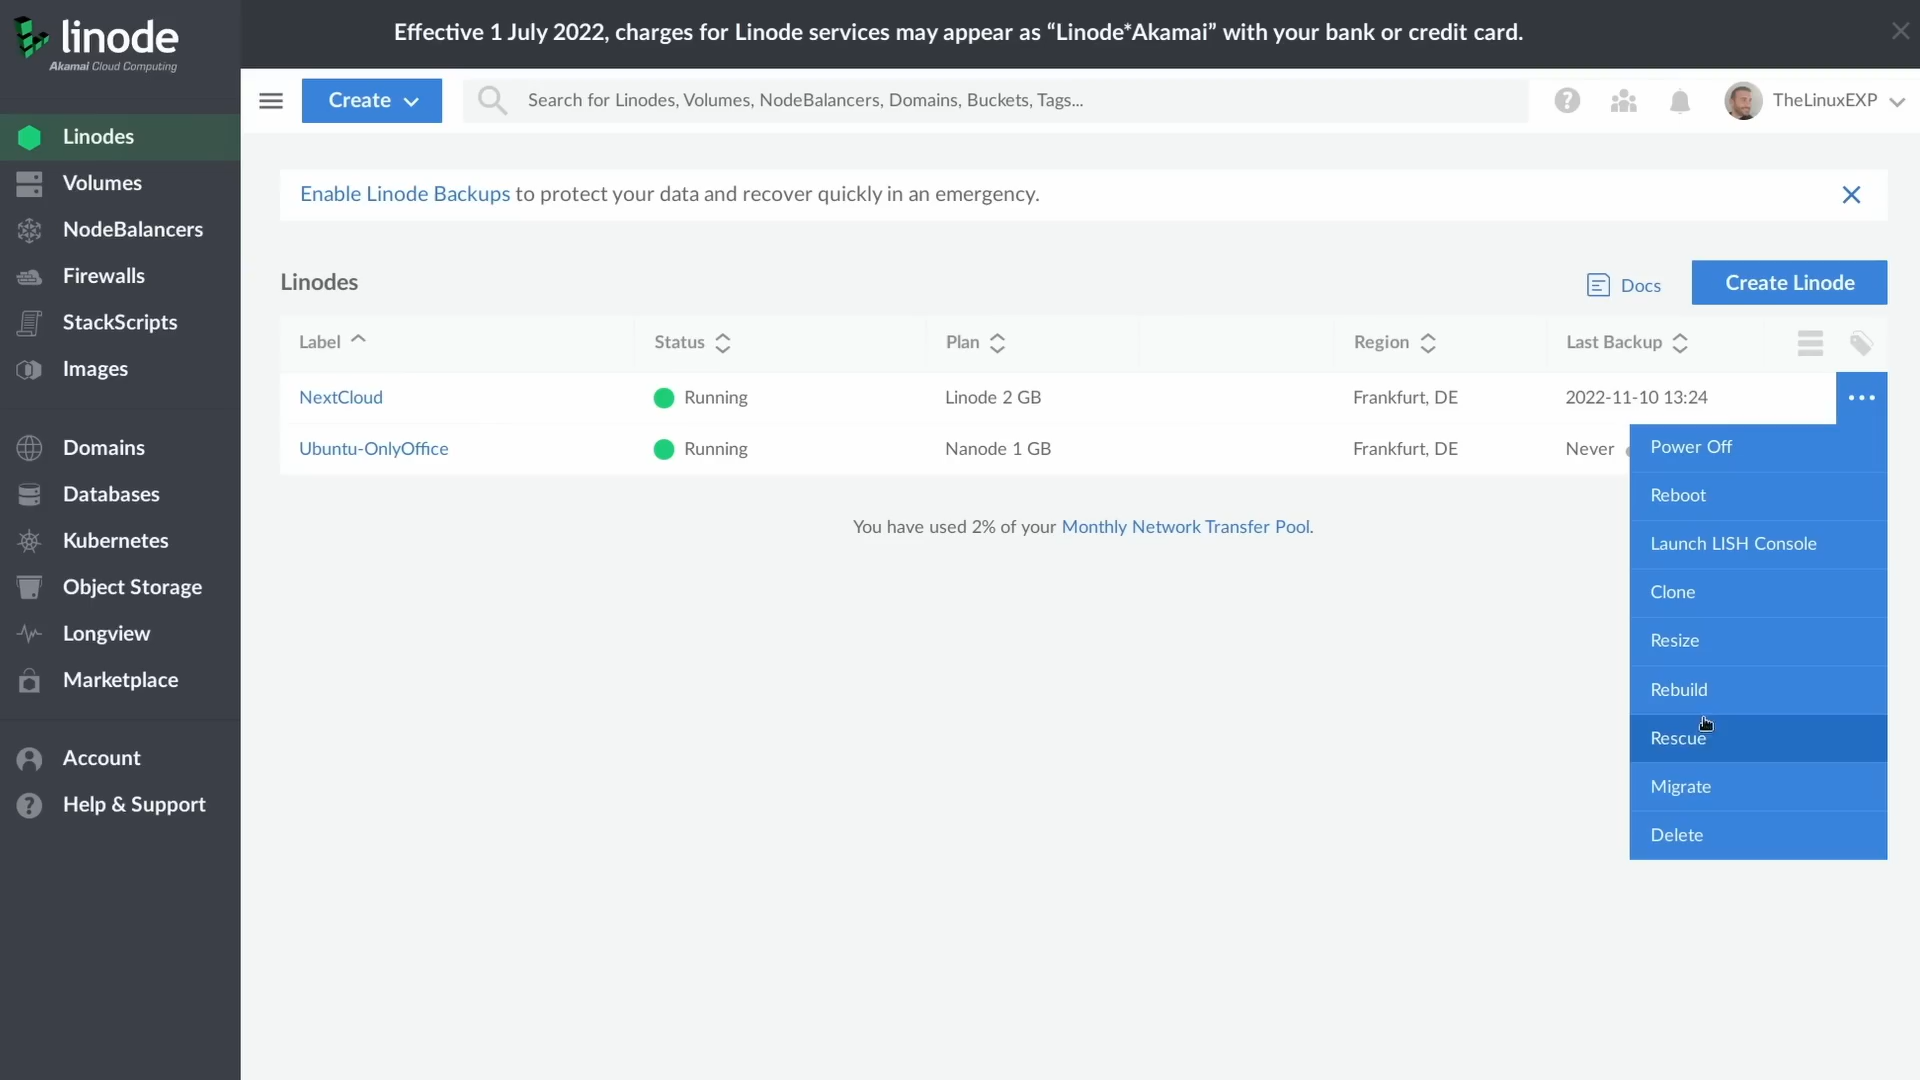 linode
Akamai Cloud Computing
Effective 1 July 2022, charges for Linode services may appear as “Linode*Akamai” with your bank or credit card.
Create
Search for Linodes, Volumes, NodeBalancers, Domains, Buckets, Tags...
TheLinuxEXP
Linodes
Volumes
NodeBalancers
Firewalls
StackScripts
Images
Domains
Databases
Kubernetes
Object Storage
Longview
Marketplace
Account
Help & Support
Enable Linode Backups to protect your data and recover quickly in an emergency.
Linodes
Docs
Create Linode
Label Status Plan Region Last Backup
NextCloud Running Linode 2 GB Frankfurt, DE 2022-11-10 13:24
Ubuntu-OnlyOffice Running Nanode 1 GB Frankfurt, DE Never
You have used 2% of your Monthly Network Transfer Pool.
Power Off
Reboot
Launch LISH Console
Clone
Resize
Rebuild
Rescue
Migrate
Delete